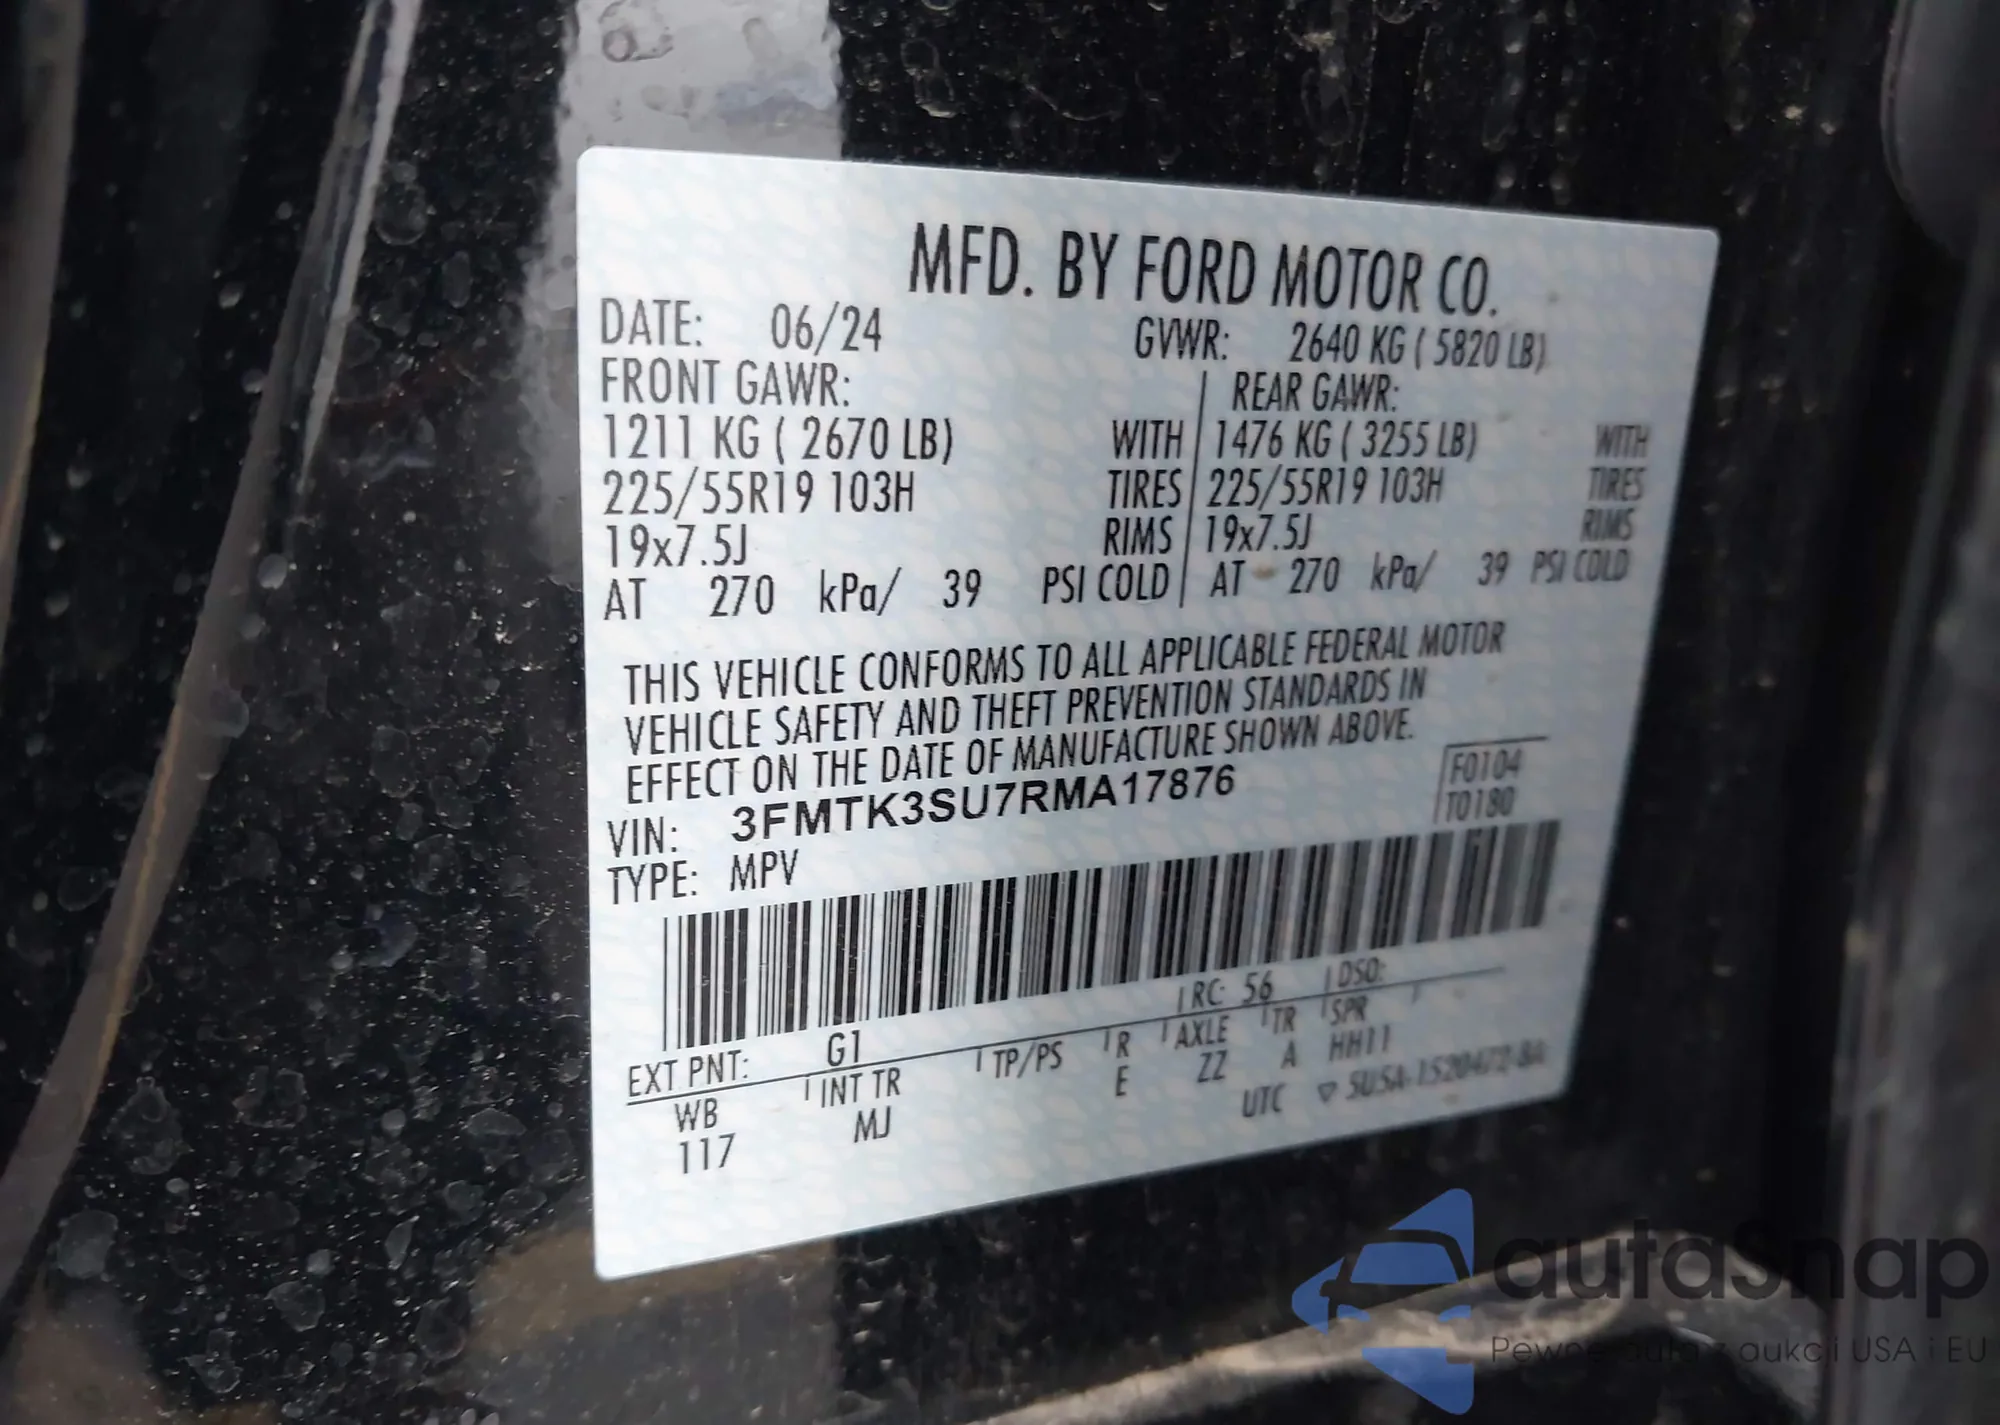 MFD. BY FORD MOTOR CO.
DATE: 06/24 GVWR: 2640 KG ( 5820 LB)
FRONT GAWR: REAR GAWR:
1211 KG ( 2670 LB) WITH 1476 KG ( 3255 LB) WITH
225/55R19 103H TIRES 225/55R19 103H TIRES
19x7.5J RIMS 19x7.5J RIMS
AT 270 kPa/ 39 PSI COLD AT 270 kPa/ 39 PSI COLD
THIS VEHICLE CONFORMS TO ALL APPLICABLE FEDERAL MOTOR
VEHICLE SAFETY AND THEFT PREVENTION STANDARDS IN
EFFECT ON THE DATE OF MANUFACTURE SHOWN ABOVE.
VIN: 3FMTK3SU7RMA17876
F0104
T0180
TYPE: MPV
EXT PNT: G1 RC: 56 DSO:
WB INT TR TP/PS R AXLE TR SPR
117 MJ E ZZ A HH11
UTC
autasnap
Pewne auta z aukcji USA i EU